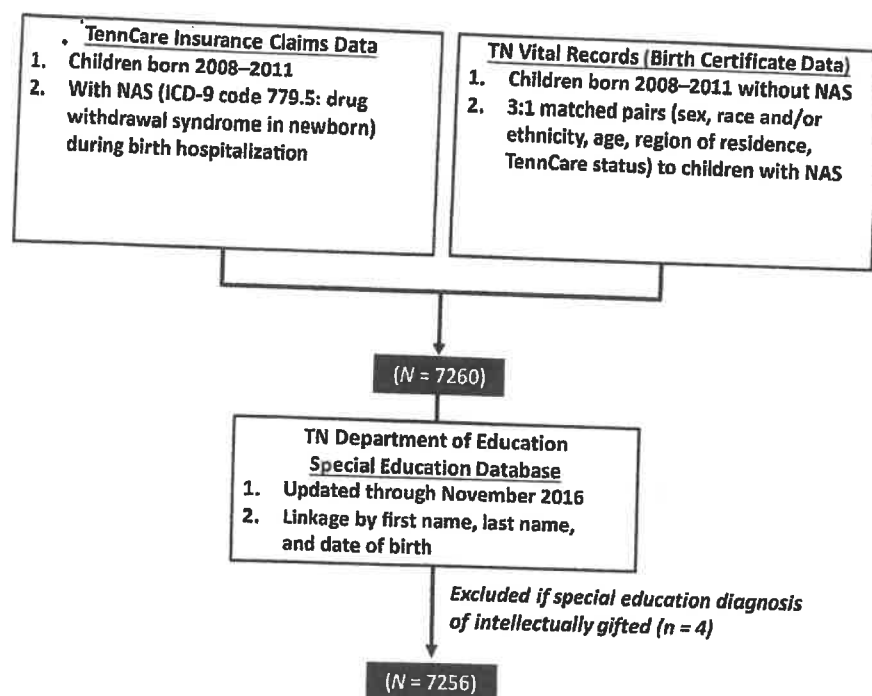 TennCare Insurance Claims Data
1. Children born 2008–2011
2. With NAS (ICD-9 code 779.5: drug
withdrawal syndrome in newborn)
during birth hospitalization
TN Vital Records (Birth Certificate Data)
1. Children born 2008–2011 without NAS
2. 3:1 matched pairs (sex, race and/or
ethnicity, age, region of residence,
TennCare status) to children with NAS
(N = 7260)
TN Department of Education
Special Education Database
1. Updated through November 2016
2. Linkage by first name, last name,
and date of birth
Excluded if special education diagnosis
of intellectually gifted (n = 4)
(N = 7256)